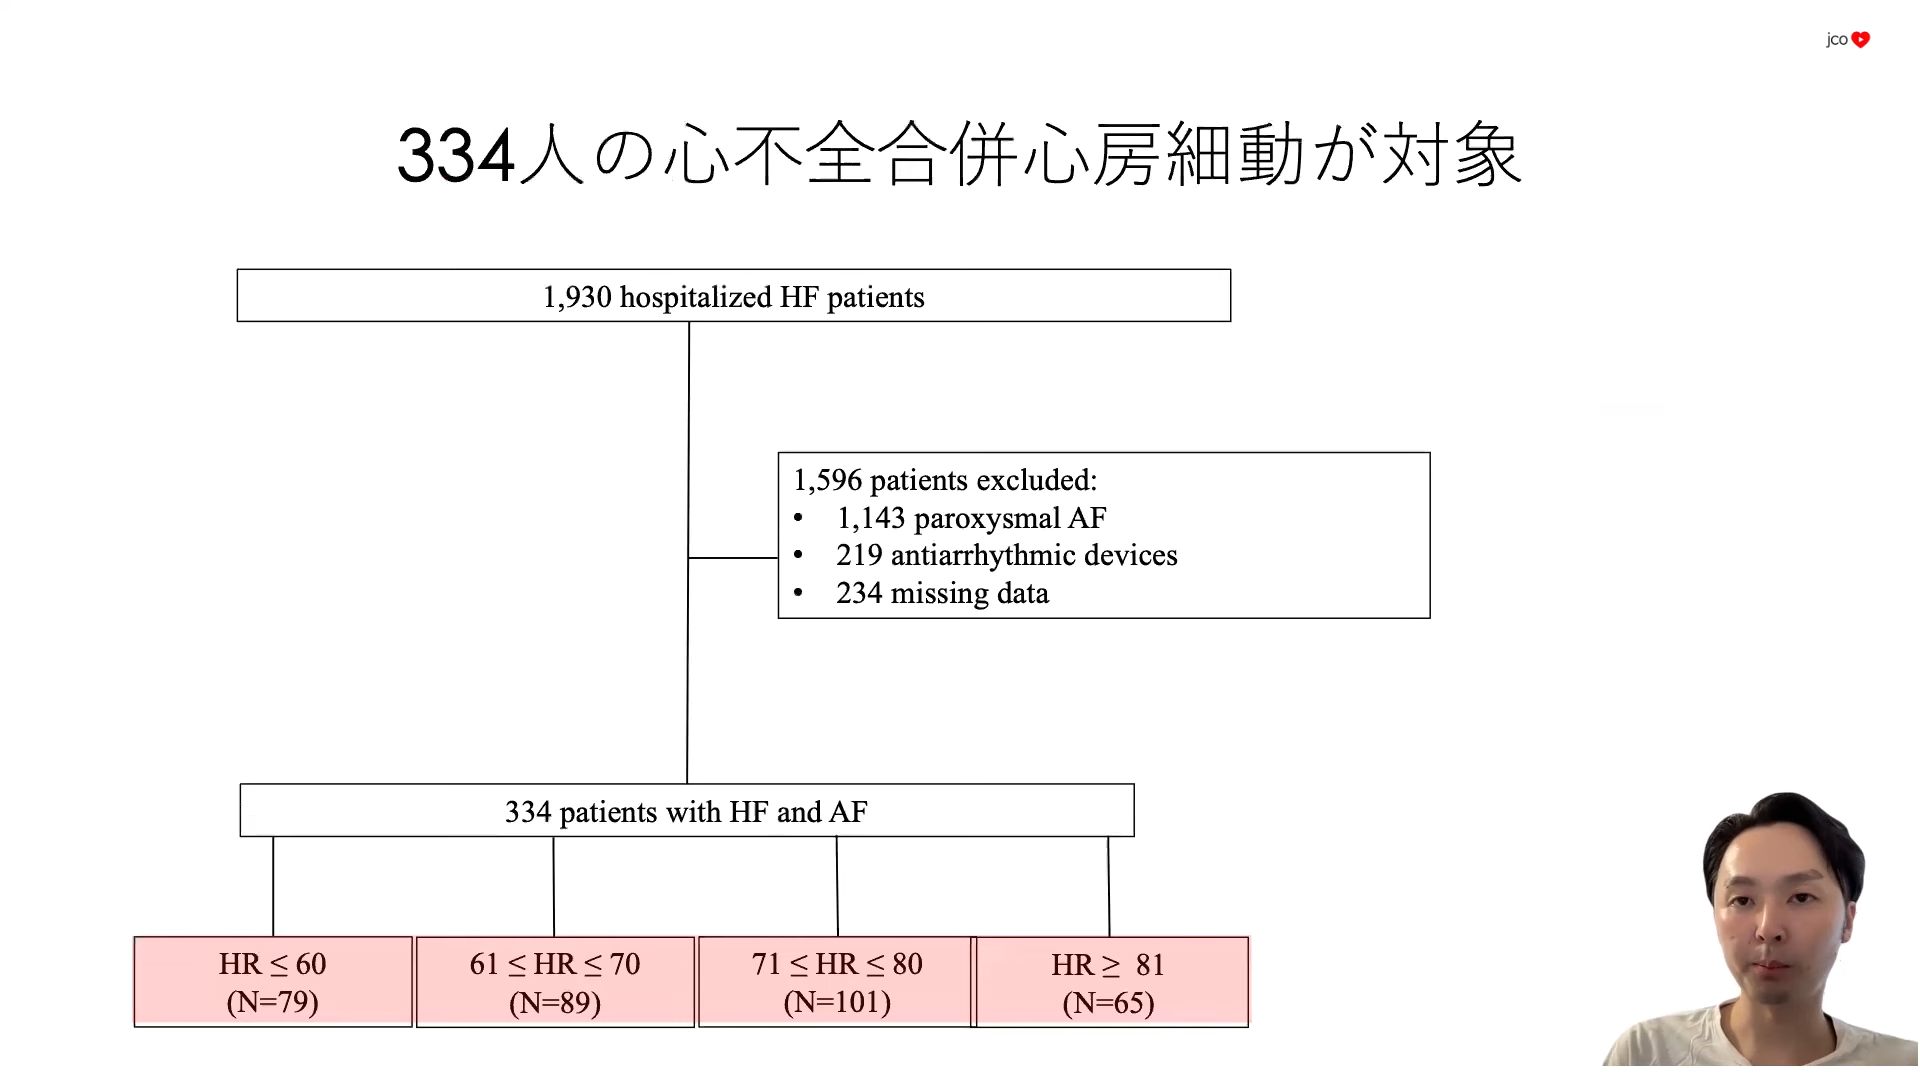 jco
334人の心不全合併心房細動が対象
1,930 hospitalized HF patients
1,596 patients excluded:
• 1,143 paroxysmal AF
• 219 antiarrhythmic devices
• 234 missing data
334 patients with HF and AF
HR ≤ 60
(N=79)
61 ≤ HR ≤ 70
(N=89)
71 ≤ HR ≤ 80
(N=101)
HR ≥ 81
(N=65)